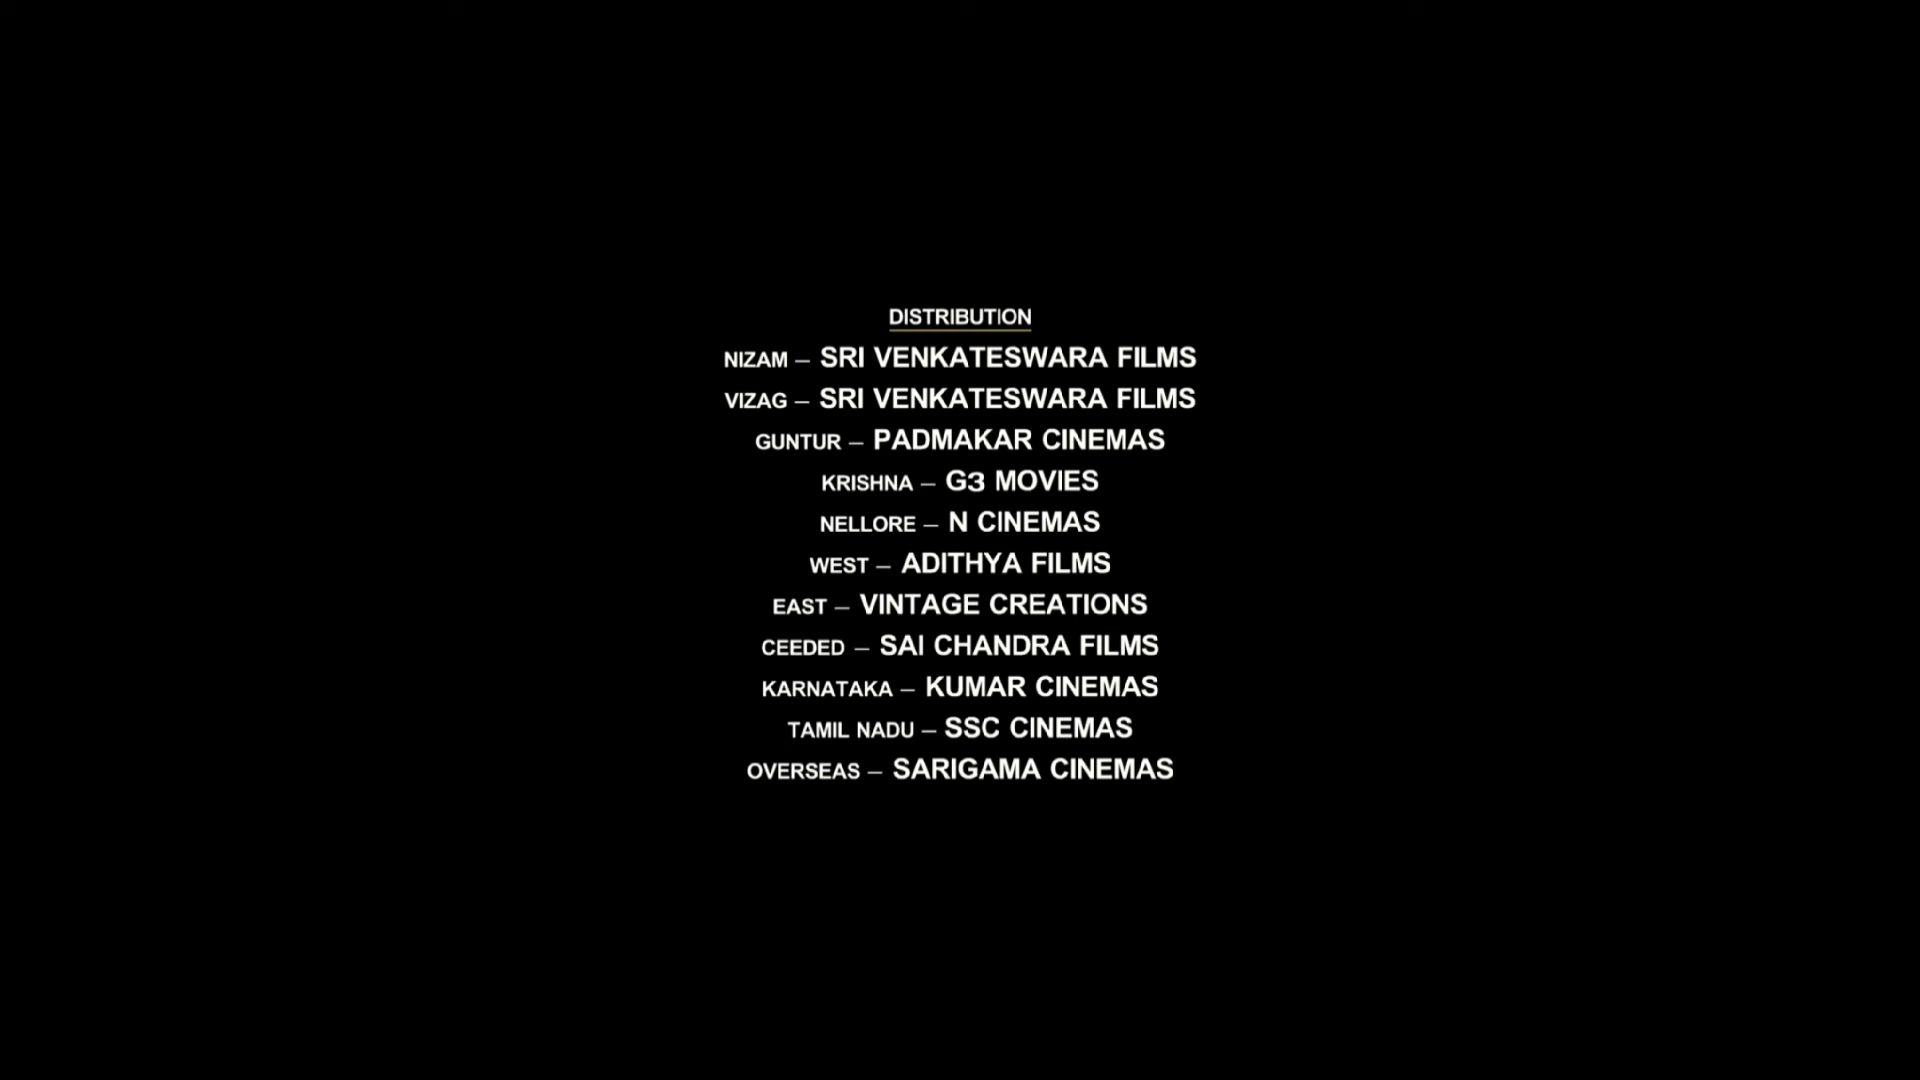 DISTRIBUTION
NIZAM – SRI VENKATESWARA FILMS
VIZAG – SRI VENKATESWARA FILMS
GUNTUR – PADMAKAR CINEMAS
KRISHNA – G3 MOVIES
NELLORE – N CINEMAS
WEST – ADITHYA FILMS
EAST – VINTAGE CREATIONS
CEEDED – SAI CHANDRA FILMS
KARNATAKA – KUMAR CINEMAS
TAMIL NADU – SSC CINEMAS
OVERSEAS – SARIGAMA CINEMAS